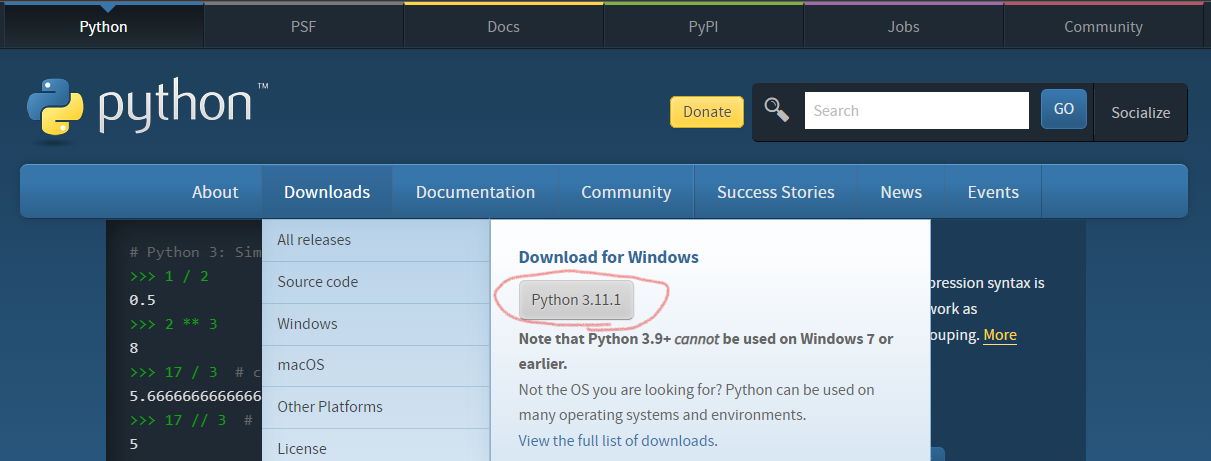 Python
PSF
Docs
PyPI
Jobs
Community
python™
Donate
Search
GO
Socialize
About
Downloads
Documentation
Community
Success Stories
News
Events
# Python 3: Sim
>>> 1 / 2
0.5
>>> 2 ** 3
8
>>> 17 / 3 # c
5.6666666666666
>>> 17 // 3 #
5
All releases
Source code
Windows
macOS
Other Platforms
License
Download for Windows
Python 3.11.1
Note that Python 3.9+ cannot be used on Windows 7 or
earlier.
Not the OS you are looking for? Python can be used on
many operating systems and environments.
View the full list of downloads.
pression syntax is
work as
ouping. More